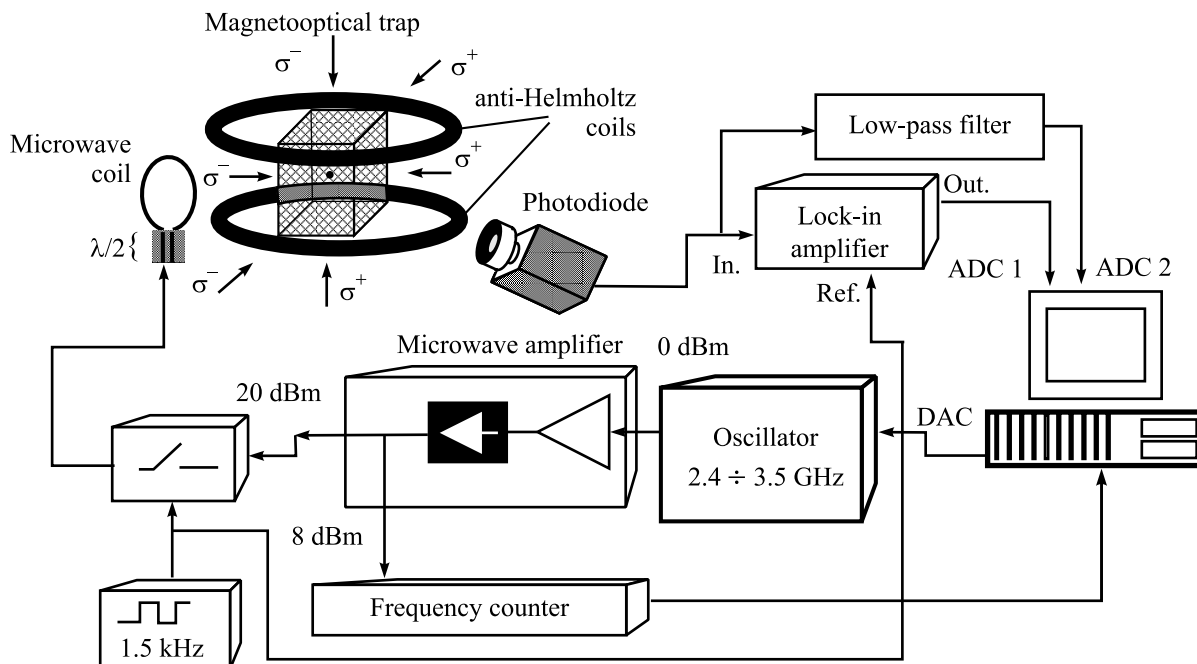 Magnetooptical trap
σ⁻
σ⁺
anti-Helmholtz
coils
Microwave
coil
σ⁻
σ⁺
λ/2{
σ⁻
σ⁺
Photodiode
In.
Low-pass filter
Lock-in
amplifier
Out.
Ref.
ADC 1
ADC 2
Microwave amplifier
0 dBm
20 dBm
Oscillator
2.4 ÷ 3.5 GHz
DAC
8 dBm
Frequency counter
1.5 kHz